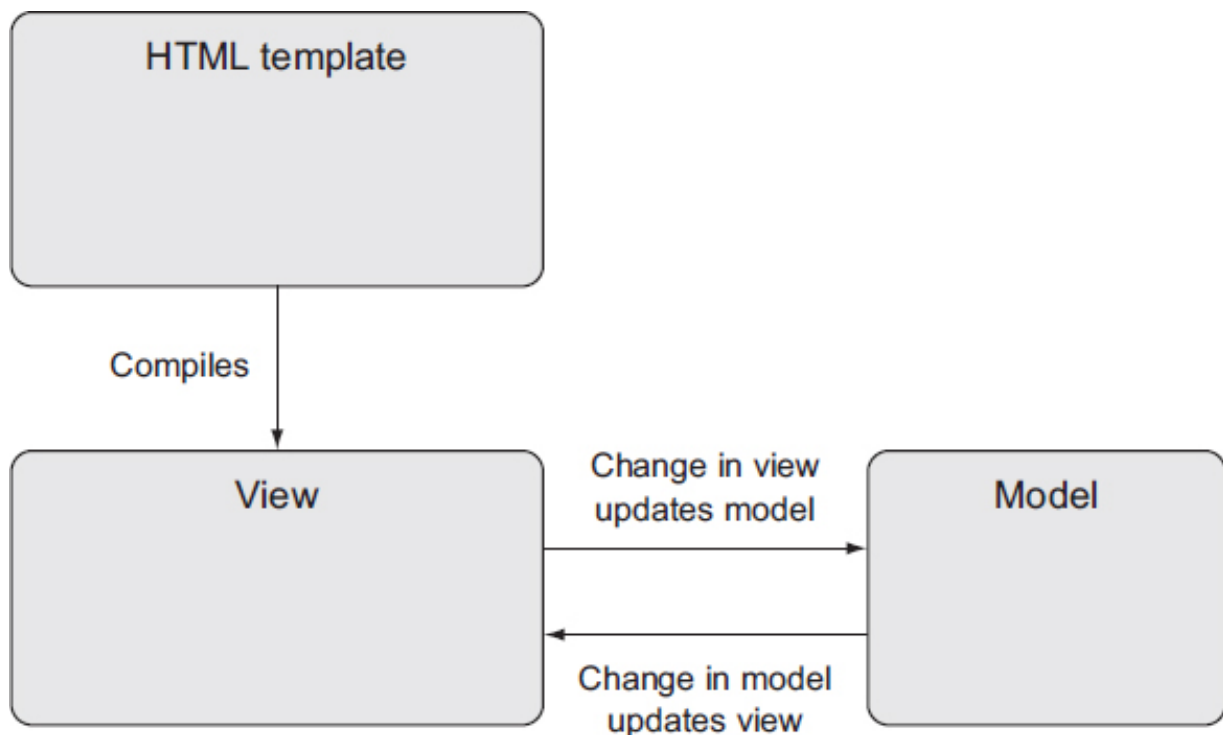 HTML template
Compiles
View
Change in view
updates model
Model
Change in model
updates view